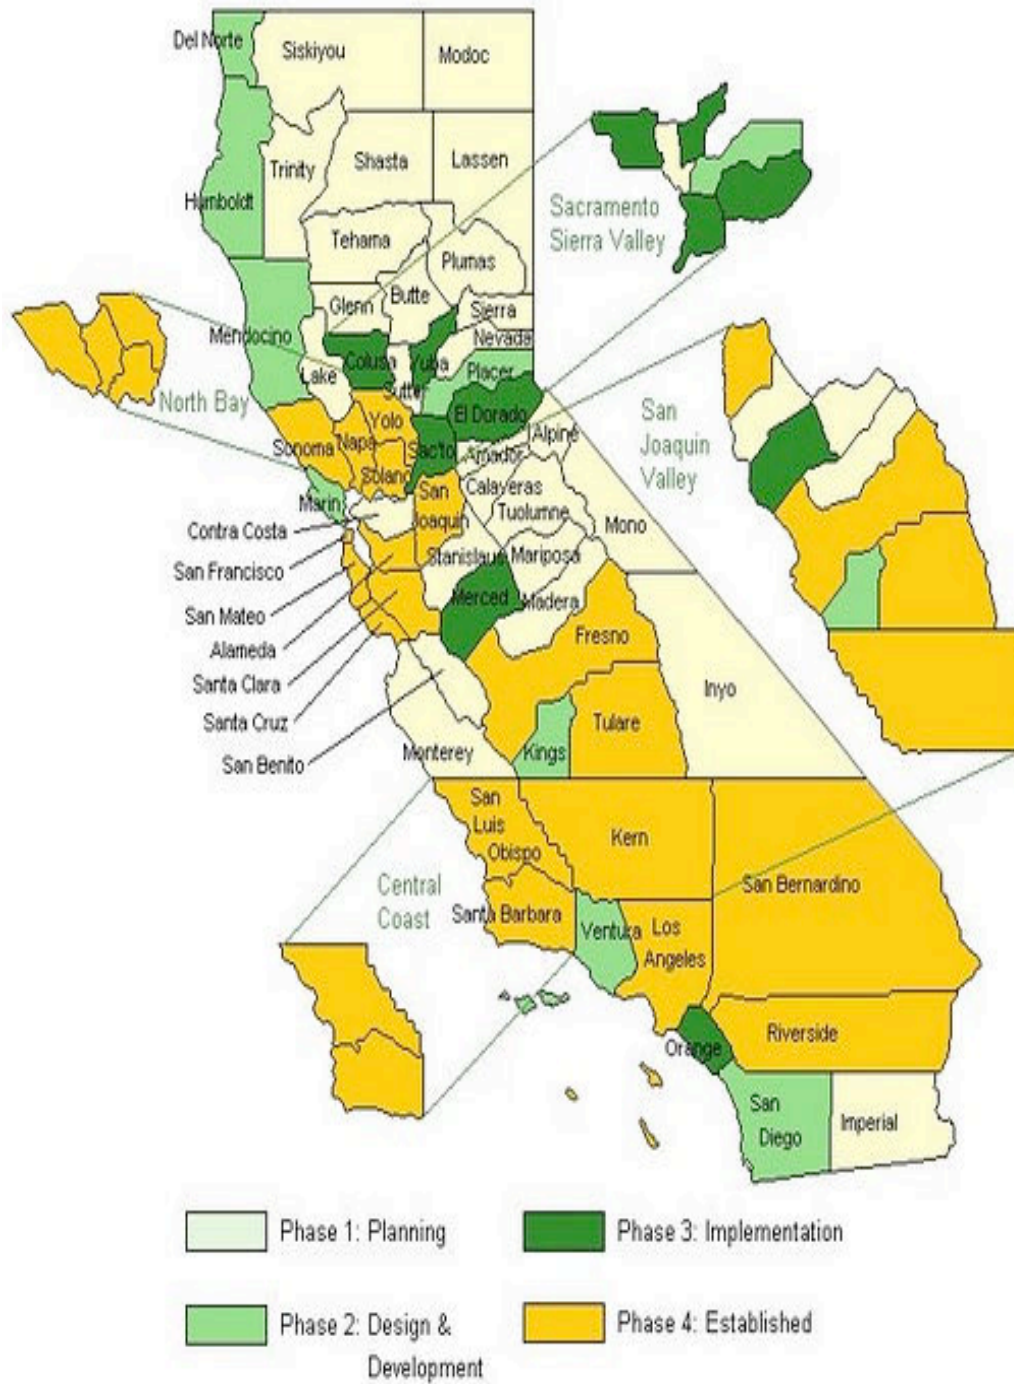 Del Norte
Siskiyou
Modoc
Trinity
Shasta
Lassen
Humboldt
Sacramento
Sierra Valley
Tehama
Plumas
Glenn
Butte
Sierra
Mendocino
Nevada
Colusa
Yuba
Lake
Placer
Sutter
North Bay
Yolo
El Dorado
San
Joaquin
Valley
Sonoma
Napa
Sac'to
Alpine
Amador
Solano
Marin
San
Joaquin
Calaveras
Tuolumne
Mono
Contra Costa
Stanislaus
Mariposa
San Francisco
Merced
Madera
San Mateo
Fresno
Alameda
Santa Clara
Inyo
Santa Cruz
Tulare
San Benito
Monterey
Kings
San
Luis
Obispo
Kern
Central
Coast
San Bernardino
Santa Barbara
Ventura
Los
Angeles
Orange
Riverside
San
Diego
Imperial
Phase 1: Planning
Phase 3: Implementation
Phase 2: Design &
Development
Phase 4: Established